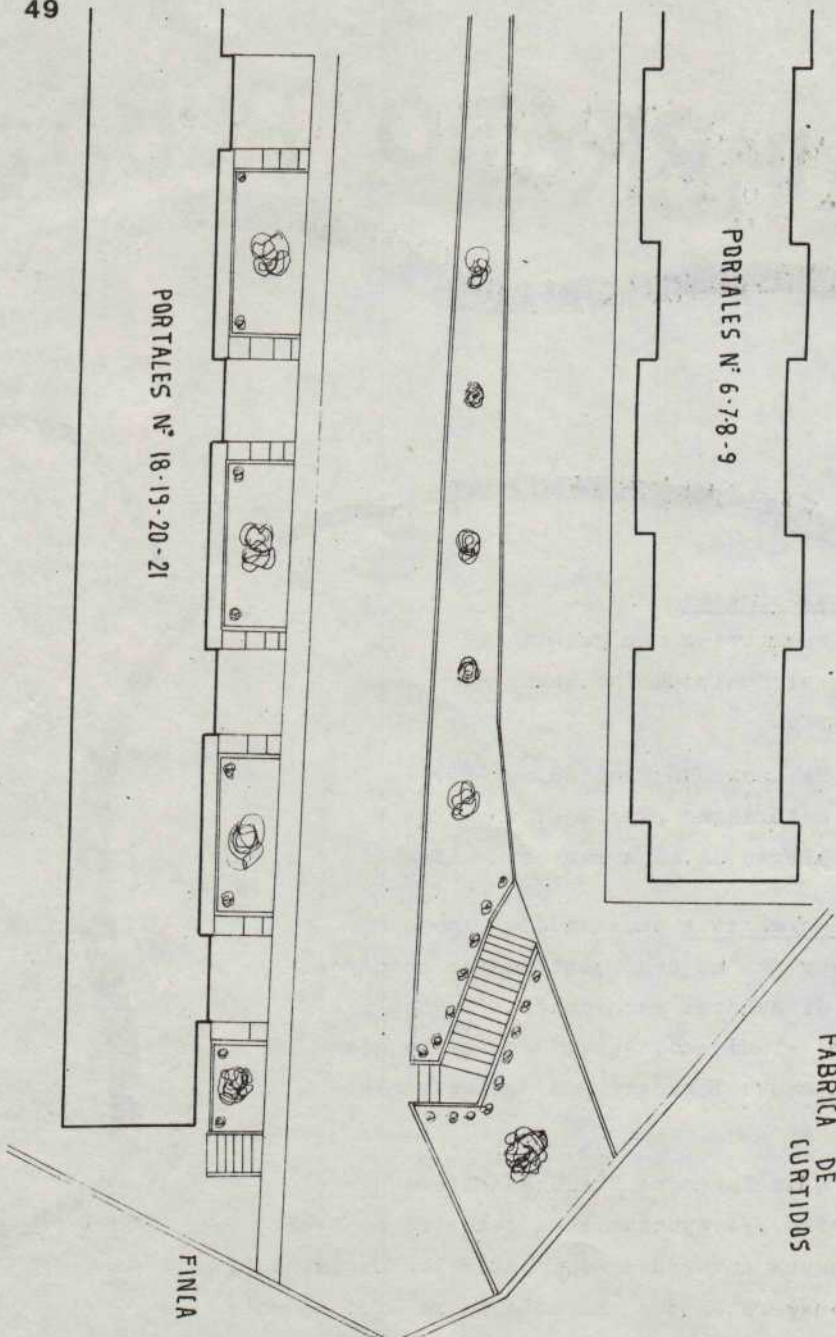 49
PORTALES Nº 6-7-8-9
PORTALES Nº 18-19-20-21
FABRICA DE
CURTIDOS
FINCA